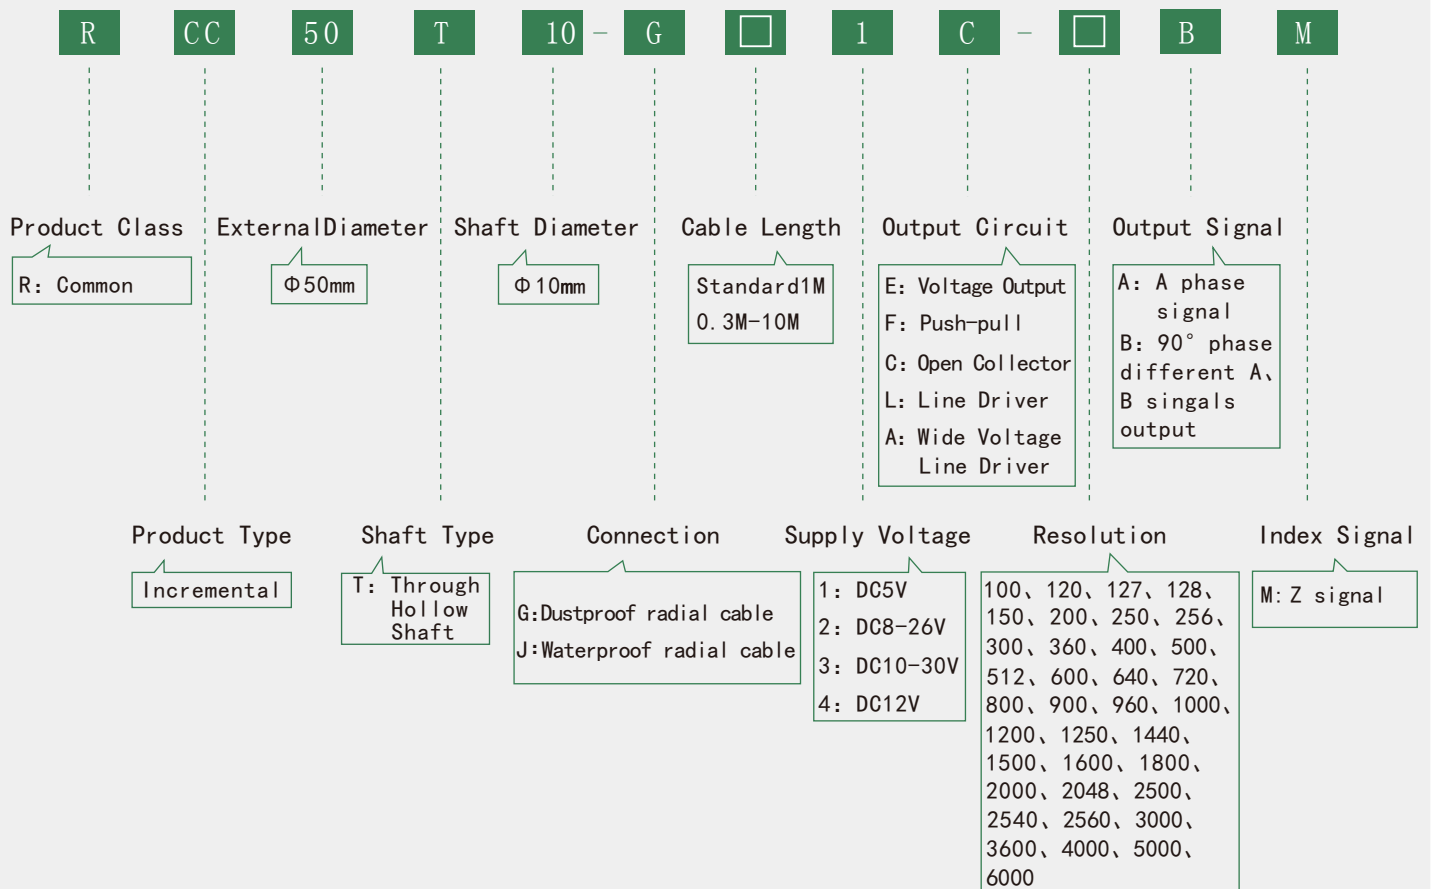 R CC 50 T 10 - G □ 1 C - □ B M
Product Class
R: Common
ExternalDiameter
Φ50mm
Shaft Diameter
Φ10mm
Cable Length
Standard1M
0.3M-10M
Output Circuit
E: Voltage Output
F: Push-pull
C: Open Collector
L: Line Driver
A: Wide Voltage
Line Driver
Output Signal
A: A phase
signal
B: 90° phase
different A、
B singals
output
Product Type
Incremental
Shaft Type
T: Through
Hollow
Shaft
Connection
G:Dustproof radial cable
J:Waterproof radial cable
Supply Voltage
1: DC5V
2: DC8-26V
3: DC10-30V
4: DC12V
Resolution
100、120、127、128、
150、200、250、256、
300、360、400、500、
512、600、640、720、
800、900、960、1000、
1200、1250、1440、
1500、1600、1800、
2000、2048、2500、
2540、2560、3000、
3600、4000、5000、
6000
Index Signal
M: Z signal